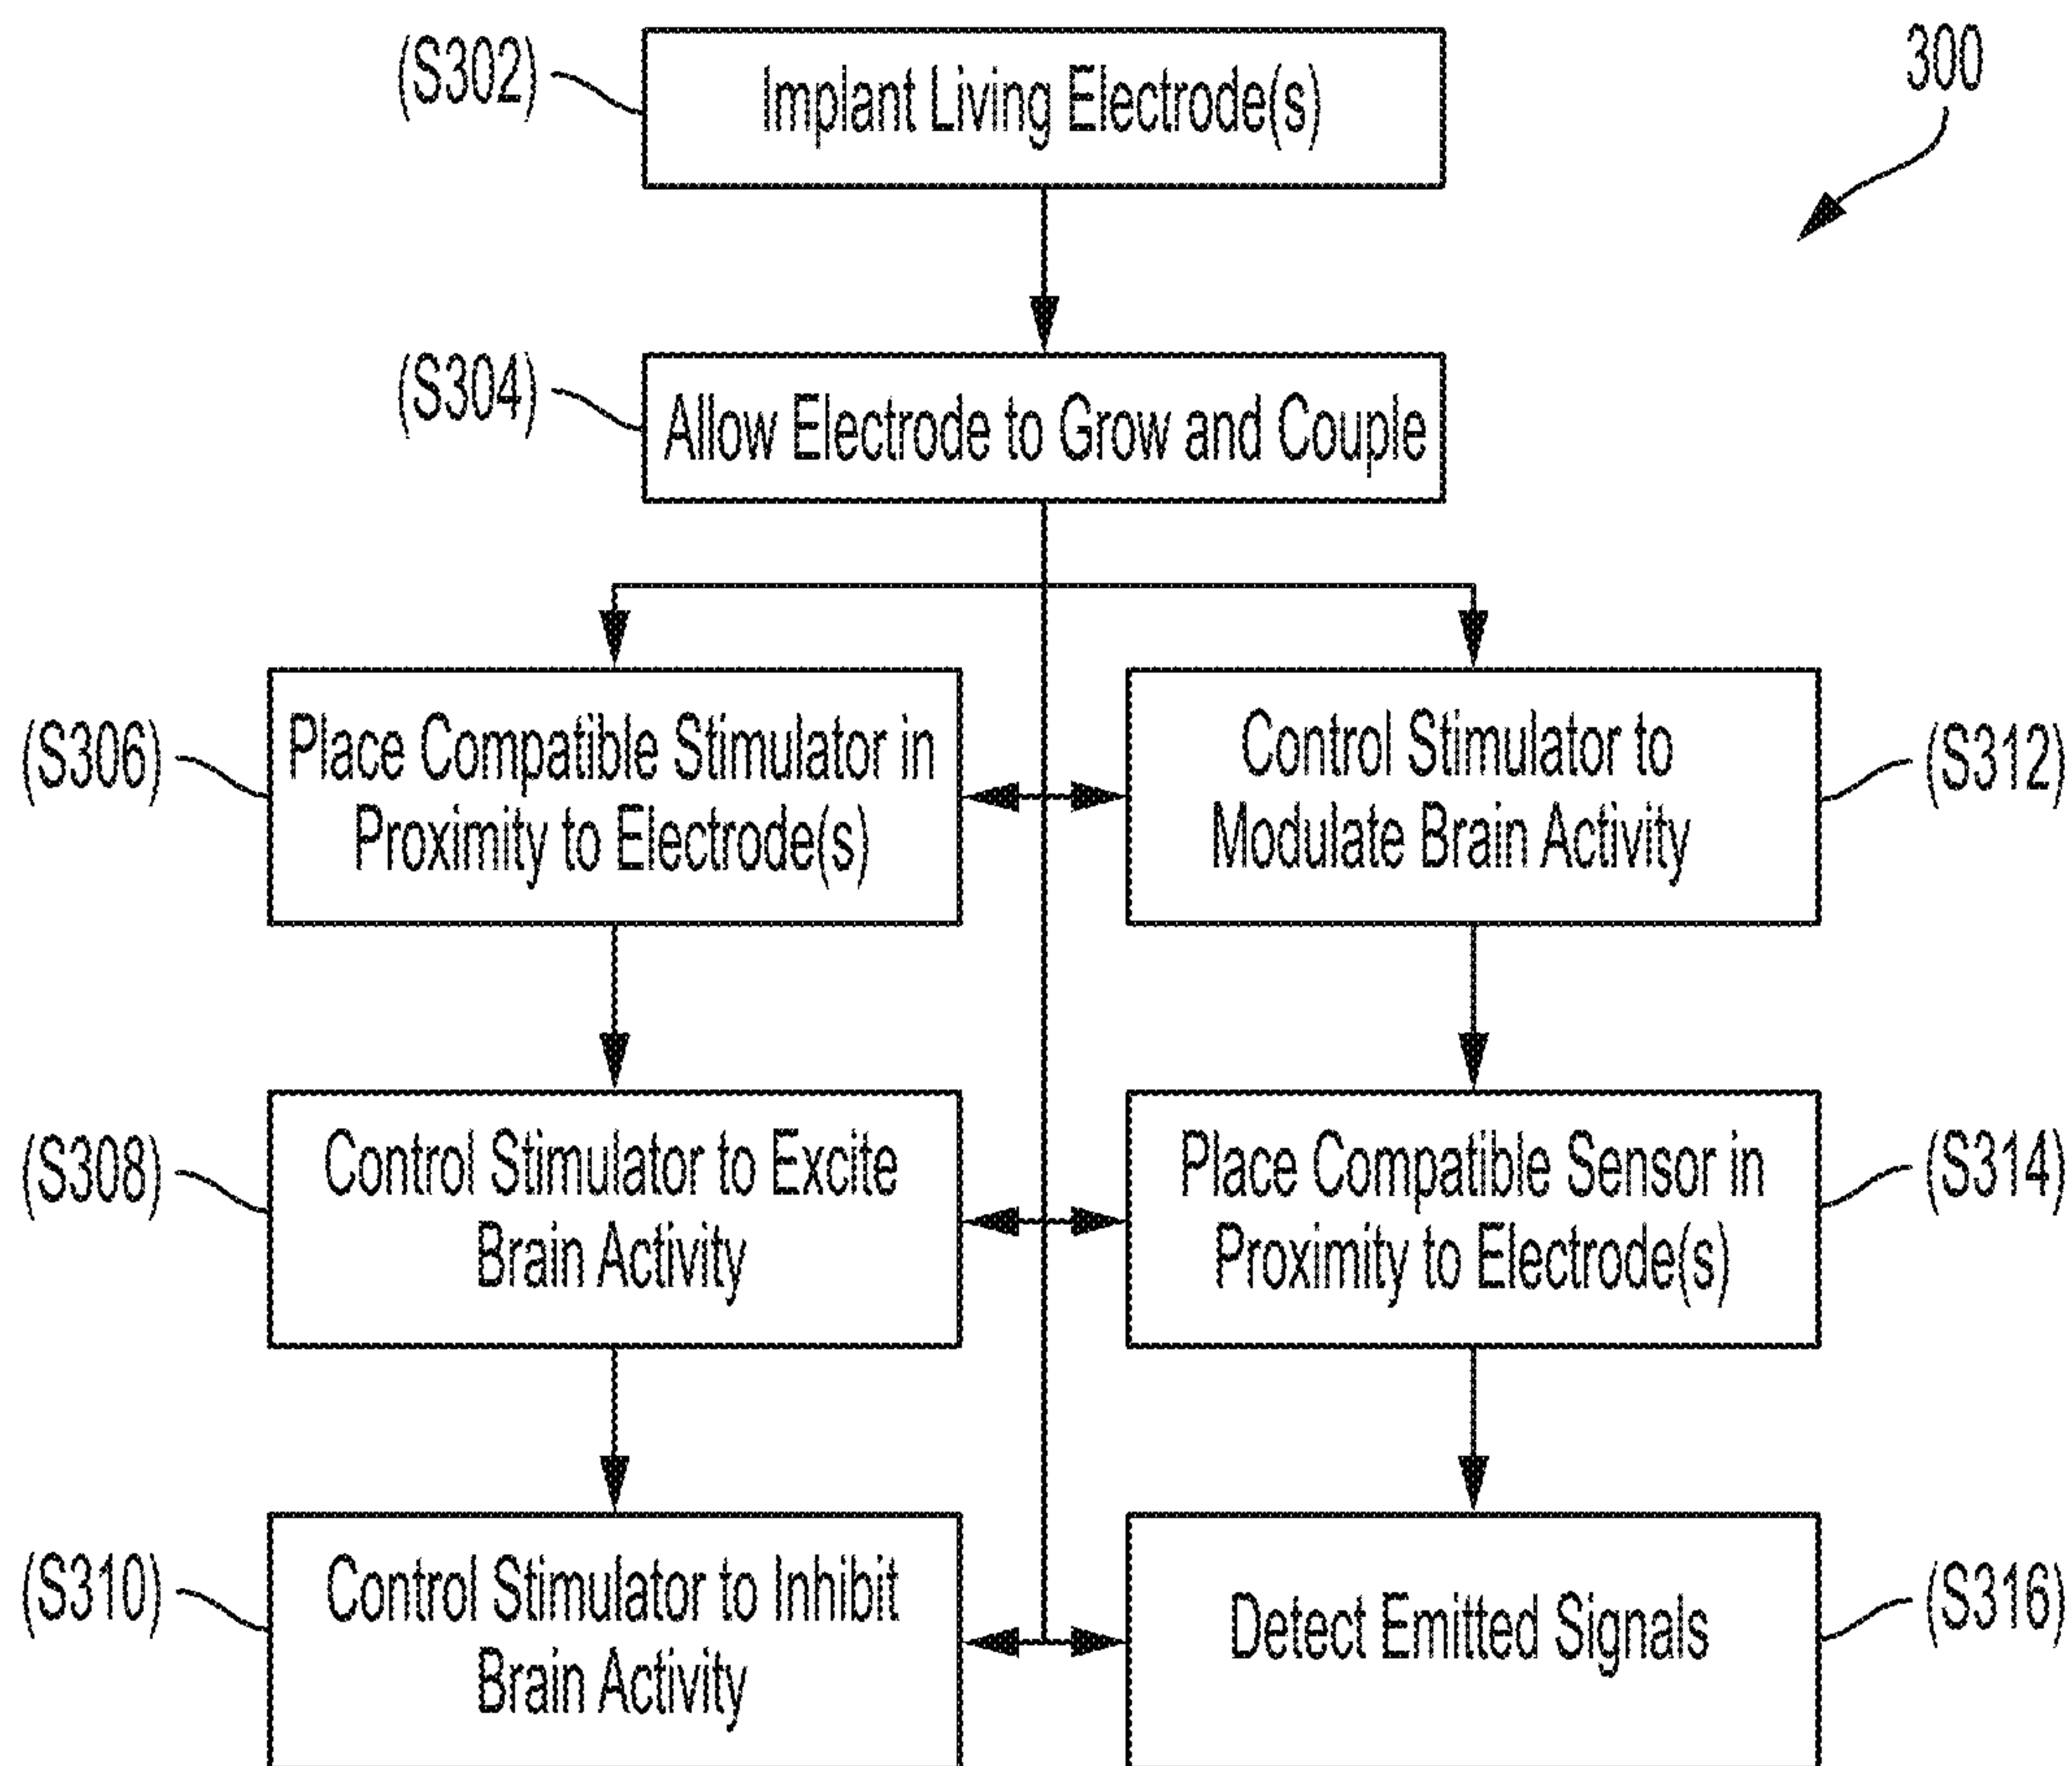 300
(S302)
Implant Living Electrode(s)
(S304)
Allow Electrode to Grow and Couple
(S306)
Place Compatible Stimulator in
Proximity to Electrode(s)
Control Stimulator to
Modulate Brain Activity
(S312)
(S308)
Control Stimulator to Excite
Brain Activity
Place Compatible Sensor in
Proximity to Electrode(s)
(S314)
(S310)
Control Stimulator to Inhibit
Brain Activity
Detect Emitted Signals
(S316)